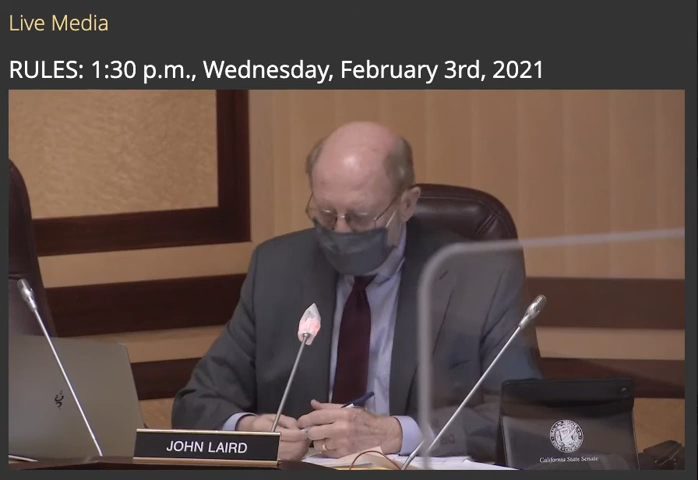 Live Media
RULES: 1:30 p.m., Wednesday, February 3rd, 2021
JOHN LAIRD
California State Senate